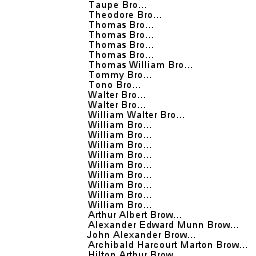 Taupe Bro...
Theodore Bro...
Thomas Bro...
Thomas Bro...
Thomas Bro...
Thomas Bro...
Thomas William Bro...
Tommy Bro...
Tono Bro...
Walter Bro...
Walter Bro...
William Walter Bro...
William Bro...
William Bro...
William Bro...
William Bro...
William Bro...
William Bro...
William Bro...
William Bro...
William Bro...
Arthur Albert Brow...
Alexander Edward Munn Brow...
John Alexander Brow...
Archibald Harcourt Marton Brow...
Hilton Arthur Brow...